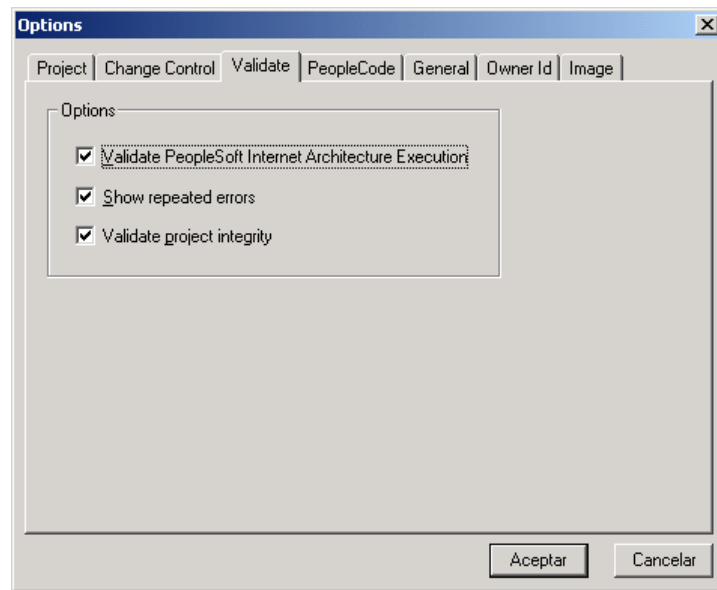 Options
Project Change Control Validate PeopleCode General Owner Id Image
Options
Validate PeopleSoft Internet Architecture Execution
Show repeated errors
Validate project integrity
Aceptar Cancelar